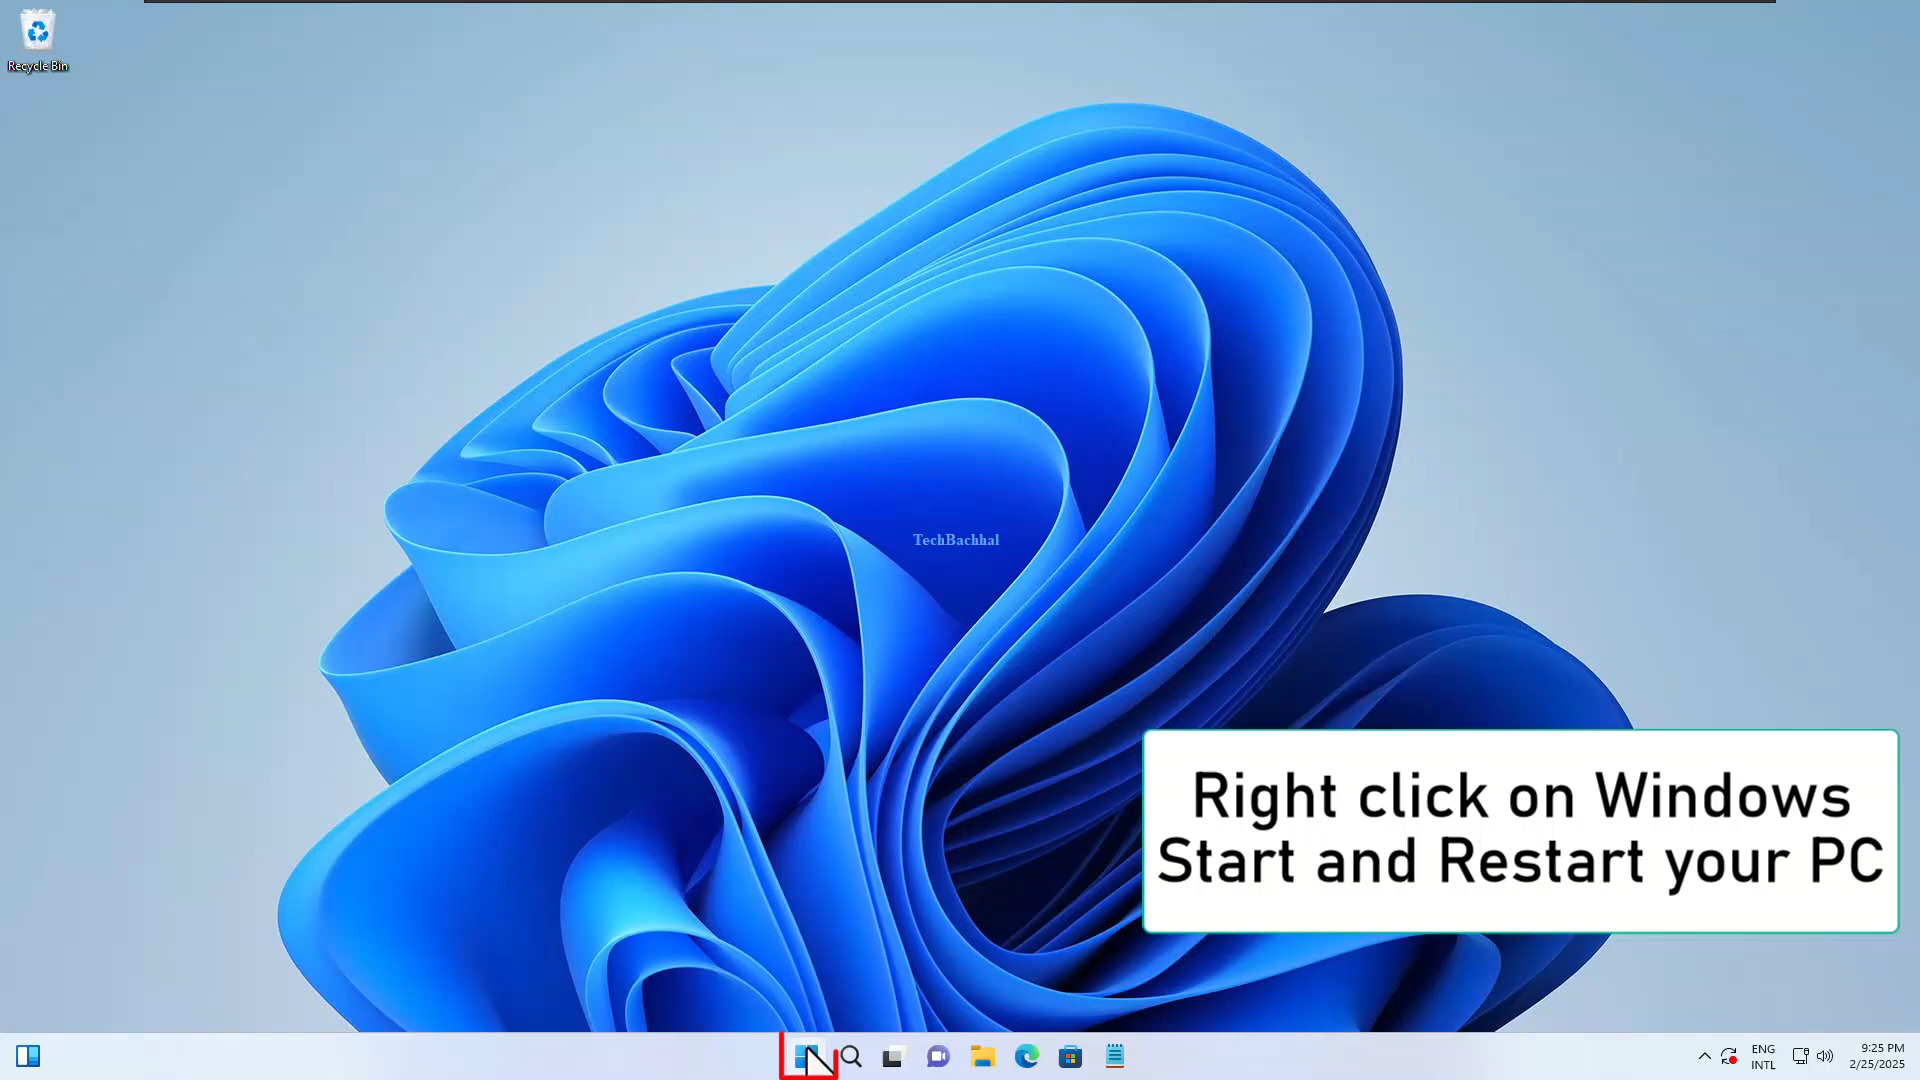 Recycle Bin
TechBachhal
Right click on Windows
Start and Restart your PC
ENG
INTL
9:25 PM
2/25/2025